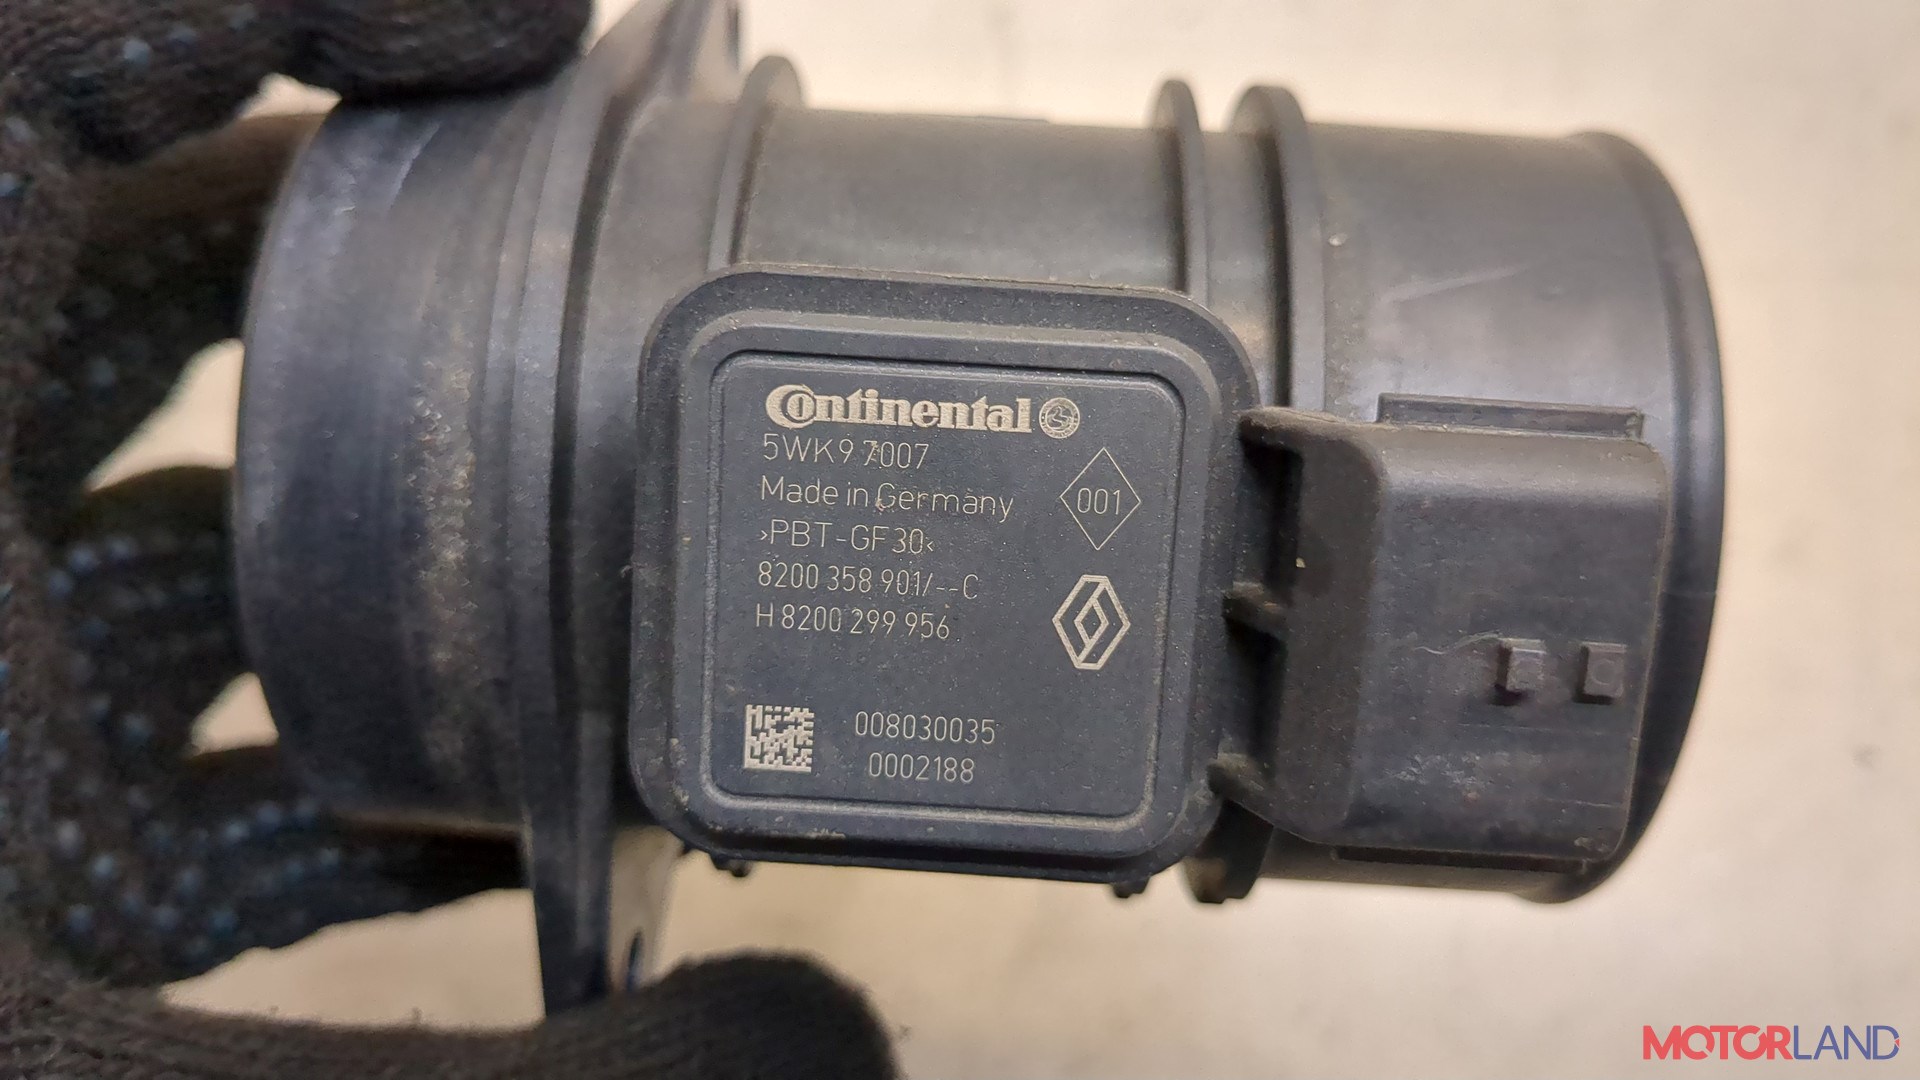 Continental
5WK9 7007
Made in Germany
001
>PBT-GF30<
8200 358 901/--C
H 8200 299 956
008030035
0002188
MOTORLAND